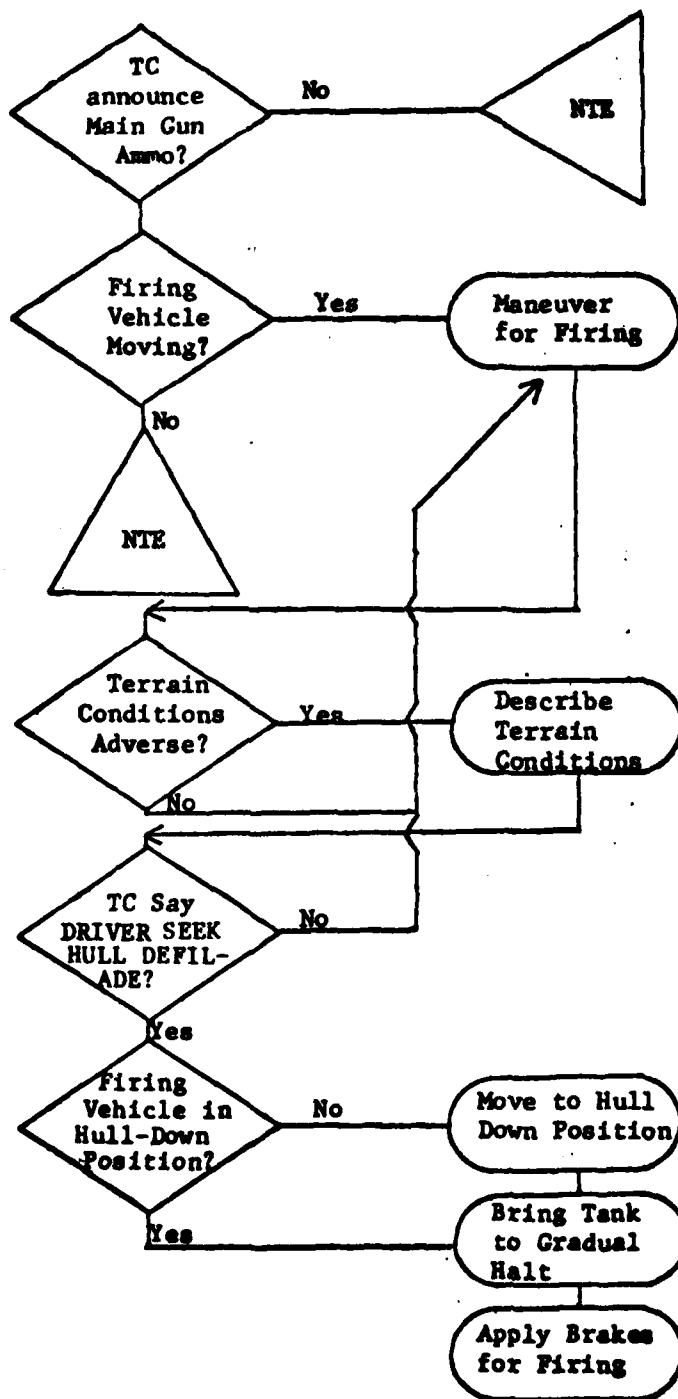 TC
announce
Main Gun
Ammo?
No
NTE
Firing
Vehicle
Moving?
Yes
Maneuver
for Firing
No
NTE
Terrain
Conditions
Adverse?
Yes
Describe
Terrain
Conditions
No
TC Say
DRIVER SEEK
HULL DEFIL-
ADE?
No
Yes
Firing
Vehicle in
Hull-Down
Position?
No
Move to Hull
Down Position
Yes
Bring Tank
to Gradual
Halt
Apply Brakes
for Firing